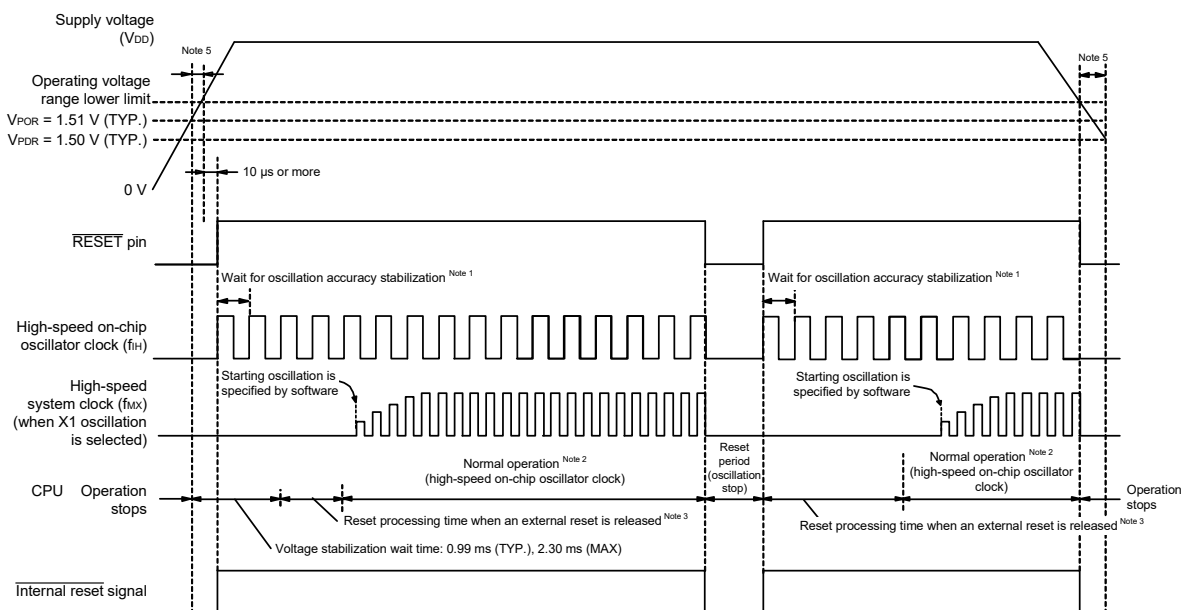 Supply voltage
(VDD)
Note 5
Note 5
Operating voltage
range lower limit
VPOR = 1.51 V (TYP.)
VPDR = 1.50 V (TYP.)
10 µs or more
0 V
RESET pin
Wait for oscillation accuracy stabilization Note 1
Wait for oscillation accuracy stabilization Note 1
High-speed on-chip
oscillator clock (fIH)
Starting oscillation is
specified by software
Starting oscillation is
specified by software
High-speed
system clock (fMX)
(when X1 oscillation
is selected)
Normal operation Note 2
(high-speed on-chip oscillator clock)
Reset
period
(oscillation
stop)
Normal operation Note 2
(high-speed on-chip oscillator
clock)
CPU Operation
stops
Operation
stops
Reset processing time when an external reset is released Note 3
Reset processing time when an external reset is released Note 3
Voltage stabilization wait time: 0.99 ms (TYP.), 2.30 ms (MAX)
Internal reset signal